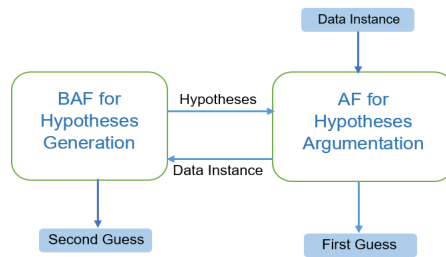 Data Instance
BAF for
Hypotheses
Generation
Hypotheses
Data Instance
AF for
Hypotheses
Argumentation
Second Guess
First Guess